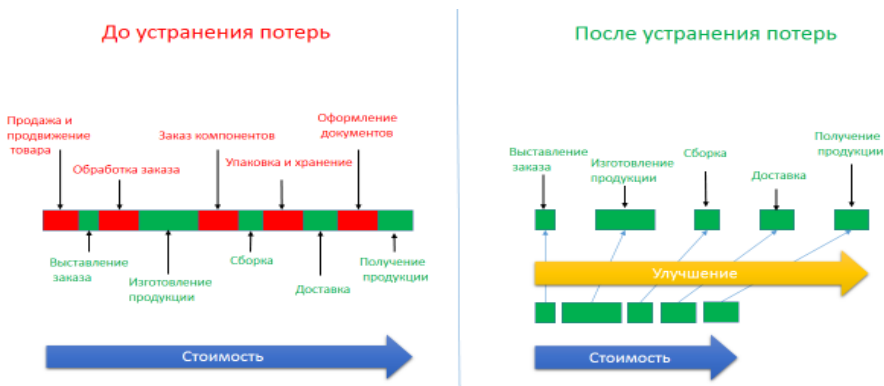 До устранения потерь
Продажа и
продвижение
товара
Обработка заказа
Заказ компонентов
Упаковка и хранение
Оформление
документов
Выставление
заказа
Изготовление
продукции
Сборка
Доставка
Получение
продукции
Стоимость
После устранения потерь
Выставление
заказа
Изготовление
продукции
Сборка
Доставка
Получение
продукции
Улучшение
Стоимость